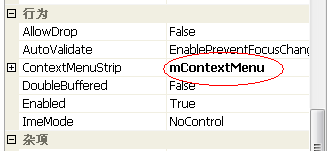 行为
AllowDrop False
AutoValidate EnablePreventFocusChang
ContextMenuStrip mContextMenu
DoubleBuffered False
Enabled True
ImeMode NoControl
杂项